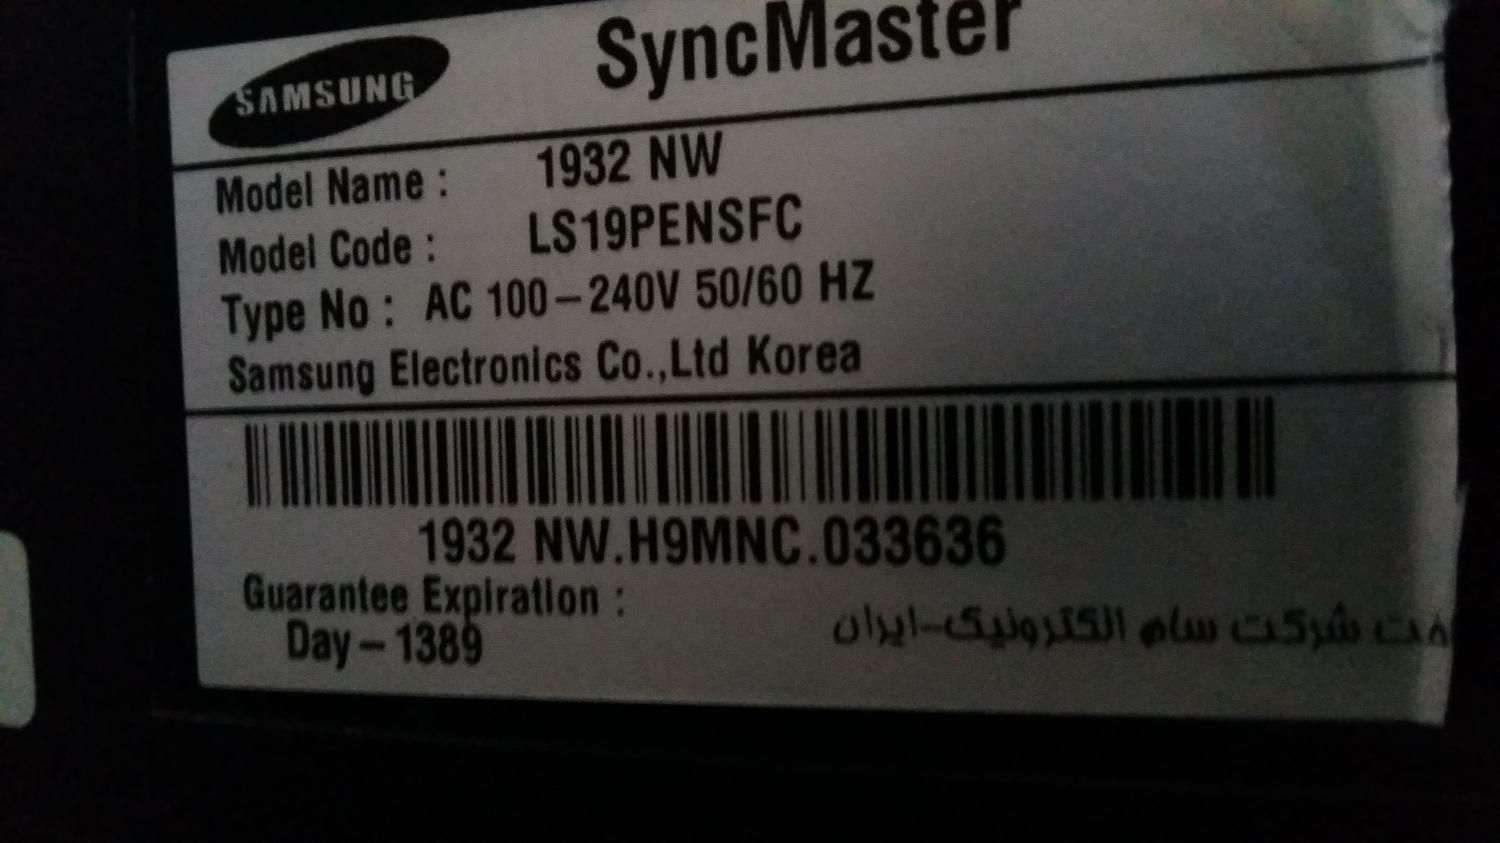 SAMSUNG SyncMaster
Model Name : 1932 NW
Model Code : LS19PENSFC
Type No : AC 100-240V 50/60 HZ
Samsung Electronics Co.,Ltd Korea
1932 NW.H9MNC.033636
Guarantee Expiration :
Day-1389
شرکت سام الکترونیک-ایران